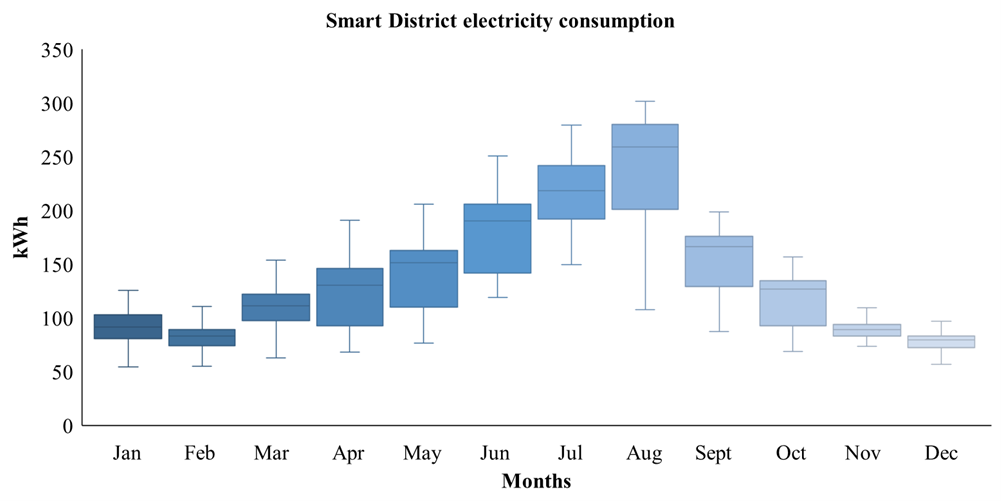 Smart District electricity consumption
350
300
250
200
150
100
50
0
kWh
Jan Feb Mar Apr May Jun Jul Aug Sept Oct Nov Dec
Months